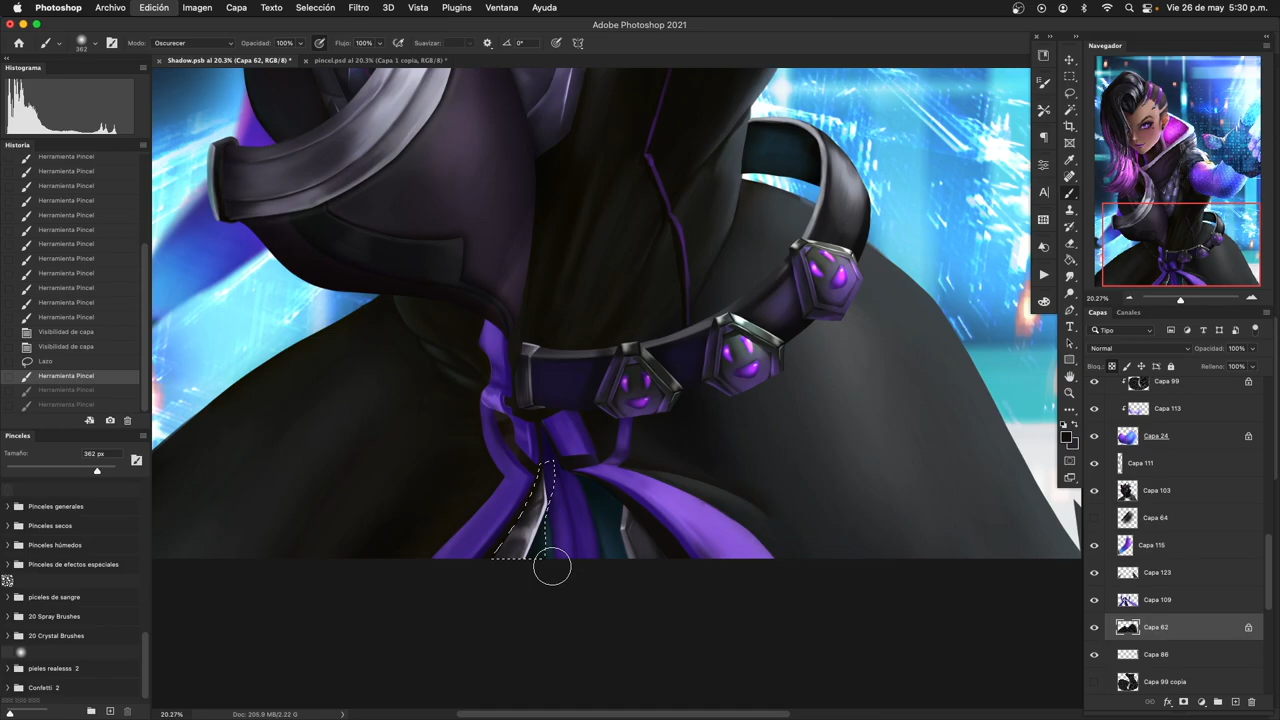 Photoshop Archivo Edición Imagen Capa Texto Selección Filtro 3D Vista Plugins Ventana Ayuda Vie 26 de may 5:30 p.m.
Adobe Photoshop 2021
362 Modo: Oscurecer Opacidad: 100% Flujo: 100% Suavizar: 0°
Shadow.psb al 20.3% (Capa 62, RGB/8) * pincel.psd al 20.3% (Capa 1 copia, RGB/8) *
Histograma
Historia
Herramienta Pincel
Herramienta Pincel
Herramienta Pincel
Herramienta Pincel
Herramienta Pincel
Herramienta Pincel
Herramienta Pincel
Herramienta Pincel
Herramienta Pincel
Herramienta Pincel
Herramienta Pincel
Herramienta Pincel
Visibilidad de capa
Visibilidad de capa
Lazo
Herramienta Pincel
Herramienta Pincel
Herramienta Pincel
Pinceles
Tamaño: 362 px
Pinceles generales
Pinceles secos
Pinceles húmedos
Pinceles de efectos especiales
piceles de sangre
20 Spray Brushes
20 Crystal Brushes
pieles realesss 2
Confetti 2
20.27% Doc: 205.9 MB/2.22 G
Navegador
20.27%
Capas Canales
Tipo
Normal Opacidad: 100%
Bloq.: Relleno: 100%
Capa 99
Capa 113
Capa 24
Capa 111
Capa 103
Capa 64
Capa 115
Capa 123
Capa 109
Capa 62
Capa 86
Capa 99 copia